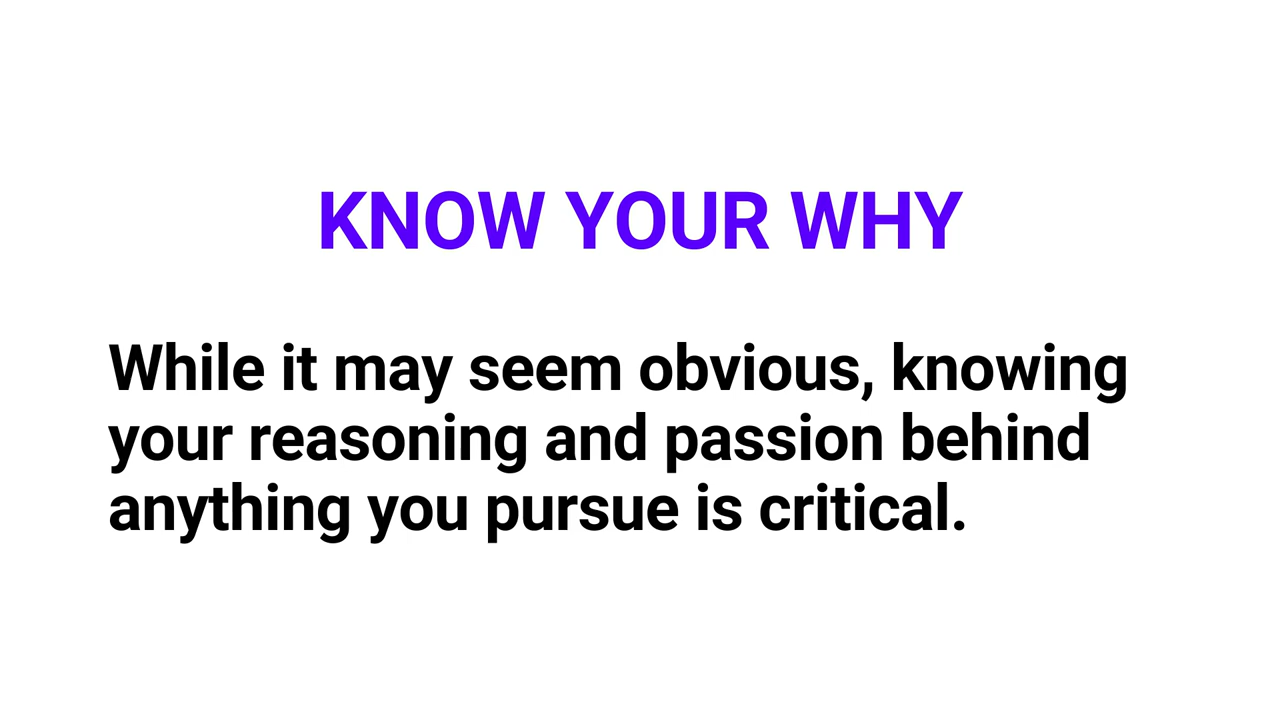 KNOW YOUR WHY
While it may seem obvious, knowing
your reasoning and passion behind
anything you pursue is critical.